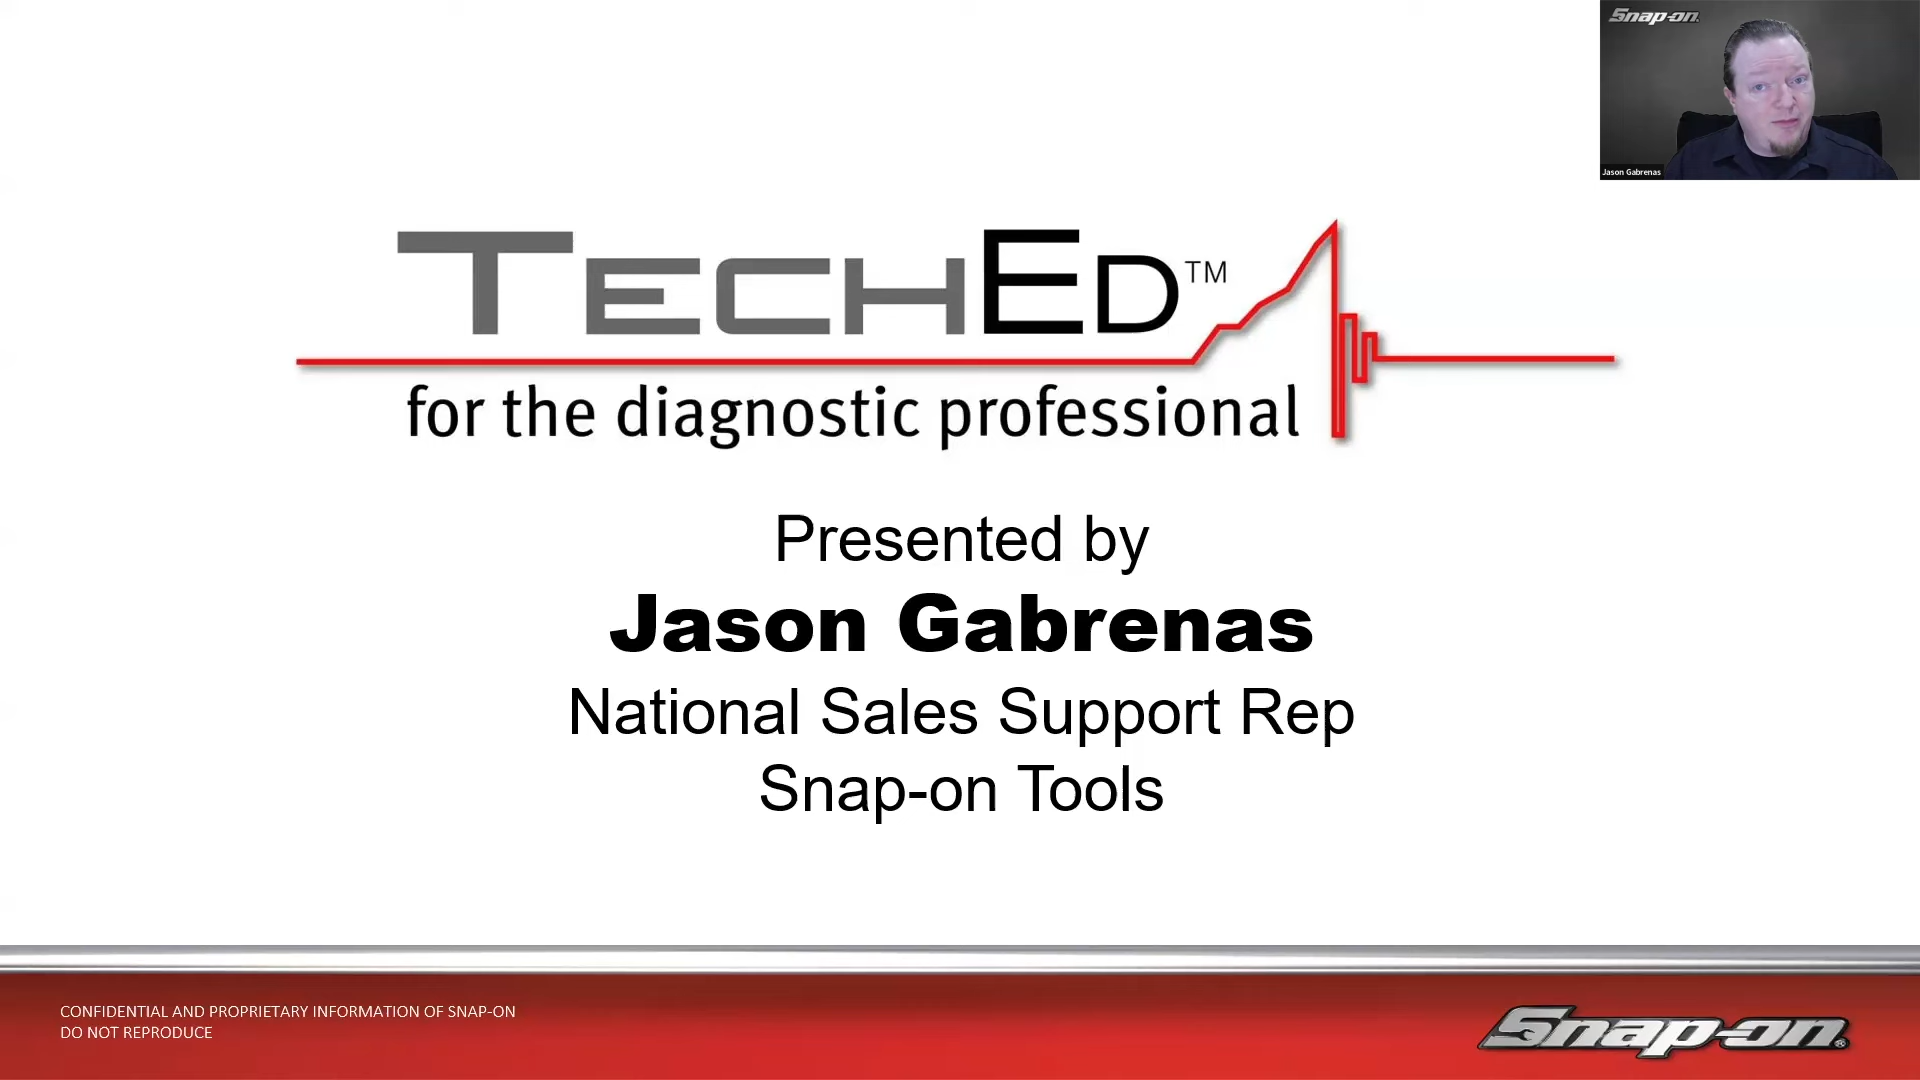 Snap-on
Jason Gabrenas
TECHED™
for the diagnostic professional
Presented by
Jason Gabrenas
National Sales Support Rep
Snap-on Tools
CONFIDENTIAL AND PROPRIETARY INFORMATION OF SNAP-ON
DO NOT REPRODUCE
Snap-on®